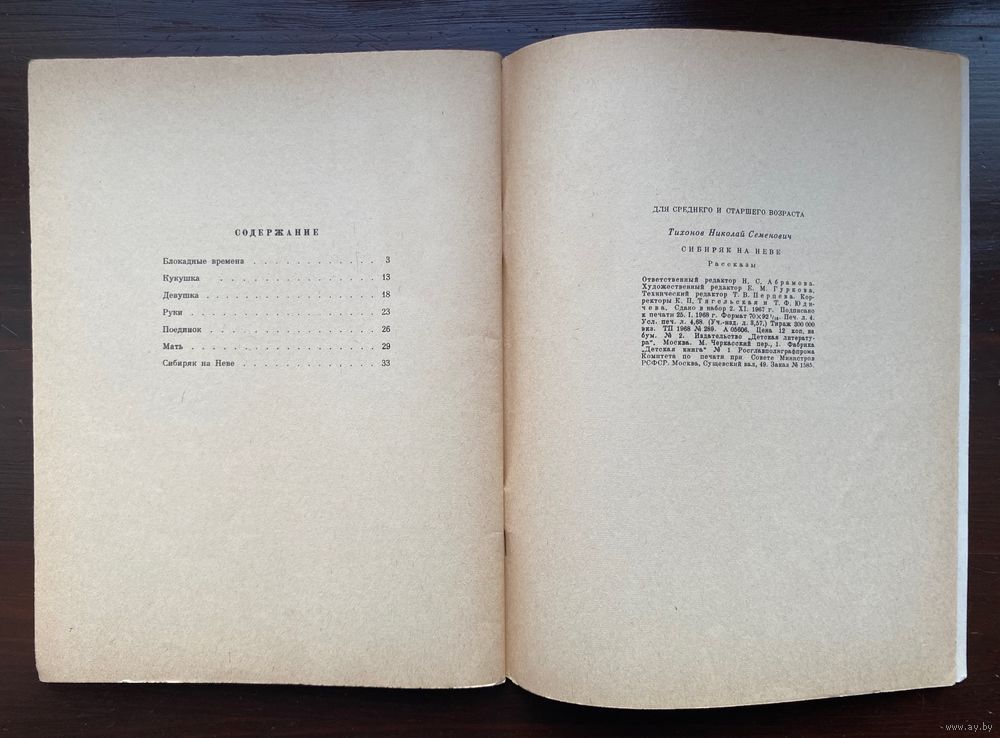 СОДЕРЖАНИЕ
Блокадные времена . . . . . . . . . . . 3
Кукушка . . . . . . . . . . . . . . 13
Девушка . . . . . . . . . . . . . . . 18
Руки . . . . . . . . . . . . . . . . 23
Поединок . . . . . . . . . . . . . . 26
Мать . . . . . . . . . . . . . . . . 29
Сибиряк на Неве . . . . . . . . . . . . 33
ДЛЯ СРЕДНЕГО И СТАРШЕГО ВОЗРАСТА
Тихонов Николай Семенович
СИБИРЯК НА НЕВЕ
Рассказы
Ответственный редактор Н. С. Абрамова.
Художественный редактор Е. М. Гуркова.
Технический редактор Т. В. Перцева. Кор-
ректоры К. П. Тягельская и Т. Ф. Юди-
чева. Сдано в набор 2. XI. 1967 г. Подписано
к печати 25. I. 1968 г. Формат 70×92 1/16. Печ. л. 4.
Усл. печ. л. 4,68. (Уч.-изд. л. 3,57.) Тираж 300 000
экз. ТП 1968 № 289. А 05606. Цена 12 коп. на
бум. № 2. Издательство „Детская литерату-
ра". Москва. М. Черкасский пер., 1. Фабрика
„Детская книга" № 1 Росглавполиграфпрома
Комитета по печати при Совете Министров
РСФСР. Москва, Сущевский вал, 49. Заказ № 1585.
www.ay.by